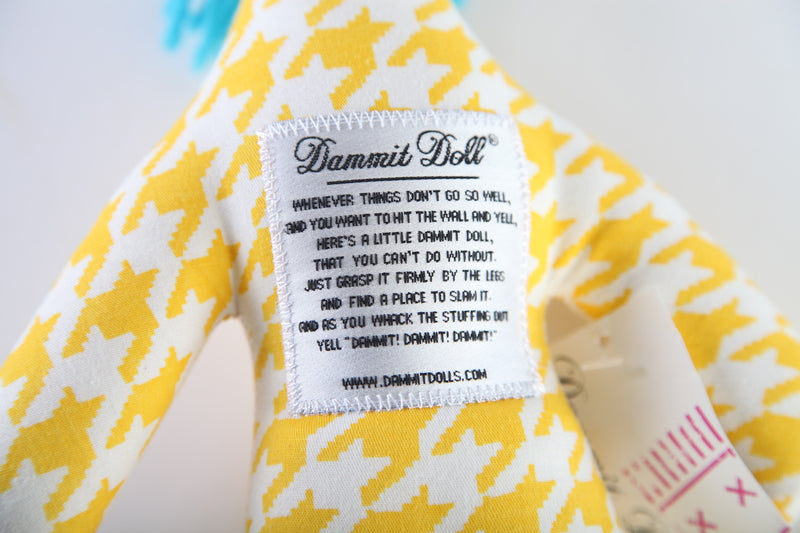 Dammit Doll®
WHENEVER THINGS DON'T GO SO WELL,
AND YOU WANT TO HIT THE WALL AND YELL,
HERE'S A LITTLE DAMMIT DOLL,
THAT YOU CAN'T DO WITHOUT.
JUST GRASP IT FIRMLY BY THE LEGS
AND FIND A PLACE TO SLAM IT.
AND AS YOU WHACK THE STUFFING OUT
YELL "DAMMIT! DAMMIT! DAMMIT!"
WWW.DAMMITDOLLS.COM